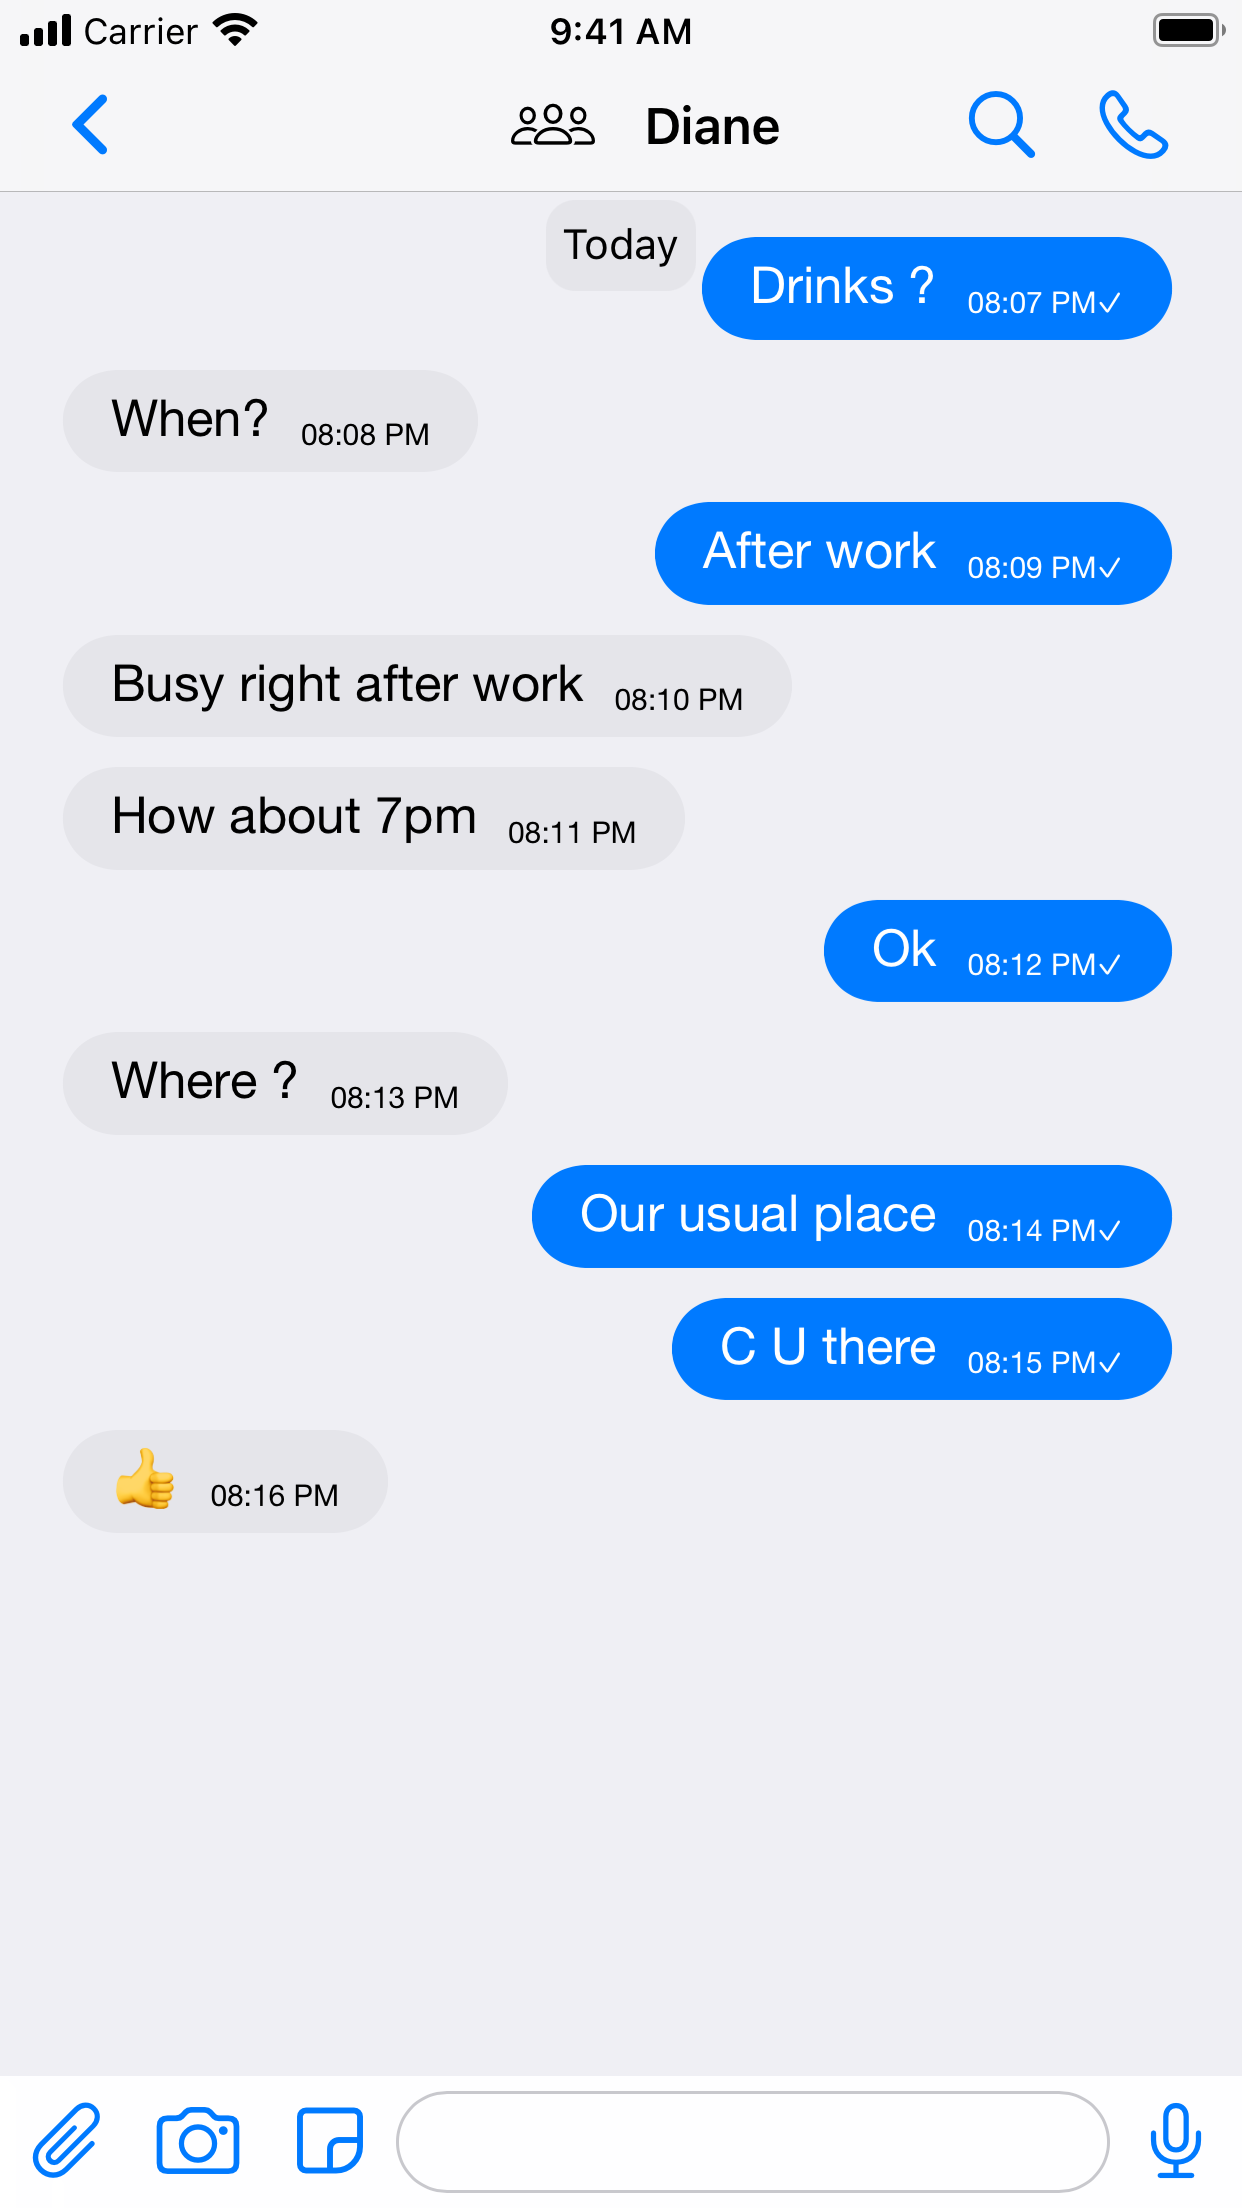 Carrier 9:41 AM
Diane
Today
Drinks ? 08:07 PM✓
When? 08:08 PM
After work 08:09 PM✓
Busy right after work 08:10 PM
How about 7pm 08:11 PM
Ok 08:12 PM✓
Where ? 08:13 PM
Our usual place 08:14 PM✓
C U there 08:15 PM✓
👍 08:16 PM